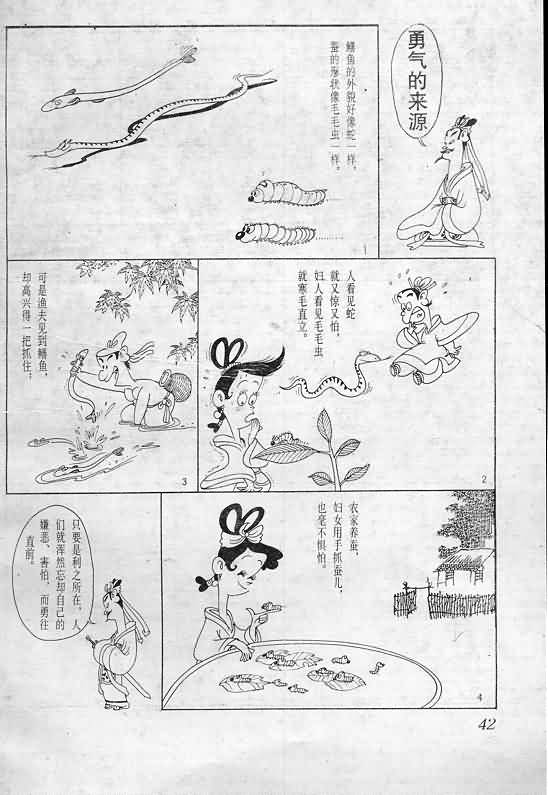 勇气的来源
鳝鱼的外貌好像蛇一样。
蚕的形状像毛毛虫一样。
1
人看见蛇
就又惊又怕，
妇人看见毛毛虫
就寒毛直立。
2
可是渔夫见到鳝鱼，
却高兴得一把抓住；
3
农家养蚕，
妇女用手抓蚕儿，
也毫不惧怕。
4
只要是利之所在，人
们就浑然忘却自己的
嫌恶、害怕，而勇往
直前。
42